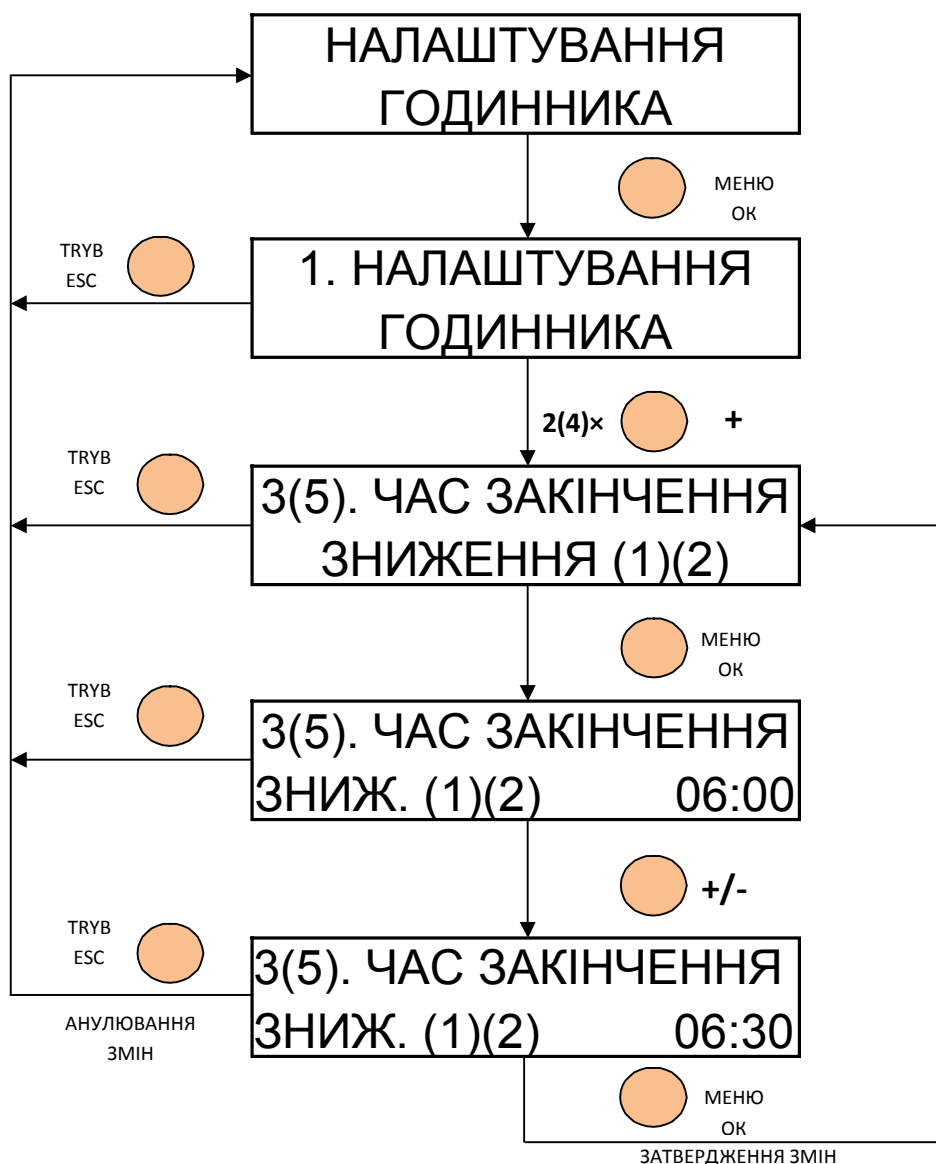 НАЛАШТУВАННЯ
ГОДИННИКА
МЕНЮ
ОК
TRYB
ESC
1. НАЛАШТУВАННЯ
ГОДИННИКА
2(4)× +
TRYB
ESC
3(5). ЧАС ЗАКІНЧЕННЯ
ЗНИЖЕННЯ (1)(2)
МЕНЮ
ОК
TRYB
ESC
3(5). ЧАС ЗАКІНЧЕННЯ
ЗНИЖ. (1)(2) 06:00
+/-
TRYB
ESC
3(5). ЧАС ЗАКІНЧЕННЯ
ЗНИЖ. (1)(2) 06:30
АНУЛЮВАННЯ
ЗМІН
МЕНЮ
ОК
ЗАТВЕРДЖЕННЯ ЗМІН